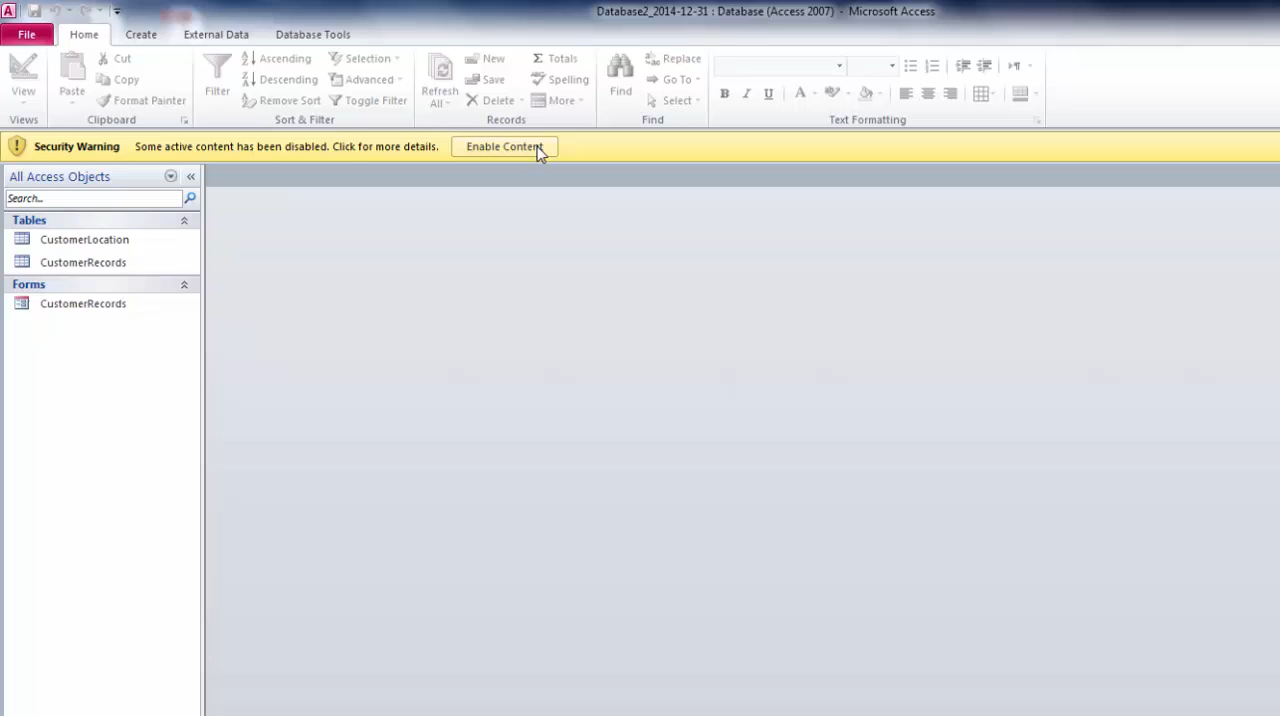 Database2_2014-12-31 : Database (Access 2007) - Microsoft Access
File Home Create External Data Database Tools
View Views
Paste Cut Copy Format Painter Clipboard
Filter Ascending Descending Remove Sort Selection Advanced Toggle Filter Sort & Filter
Refresh All New Save Delete Totals Spelling More Records
Find Replace Go To Select Find
B I U A Text Formatting
Security Warning Some active content has been disabled. Click for more details. Enable Content
All Access Objects
Search...
Tables
CustomerLocation
CustomerRecords
Forms
CustomerRecords